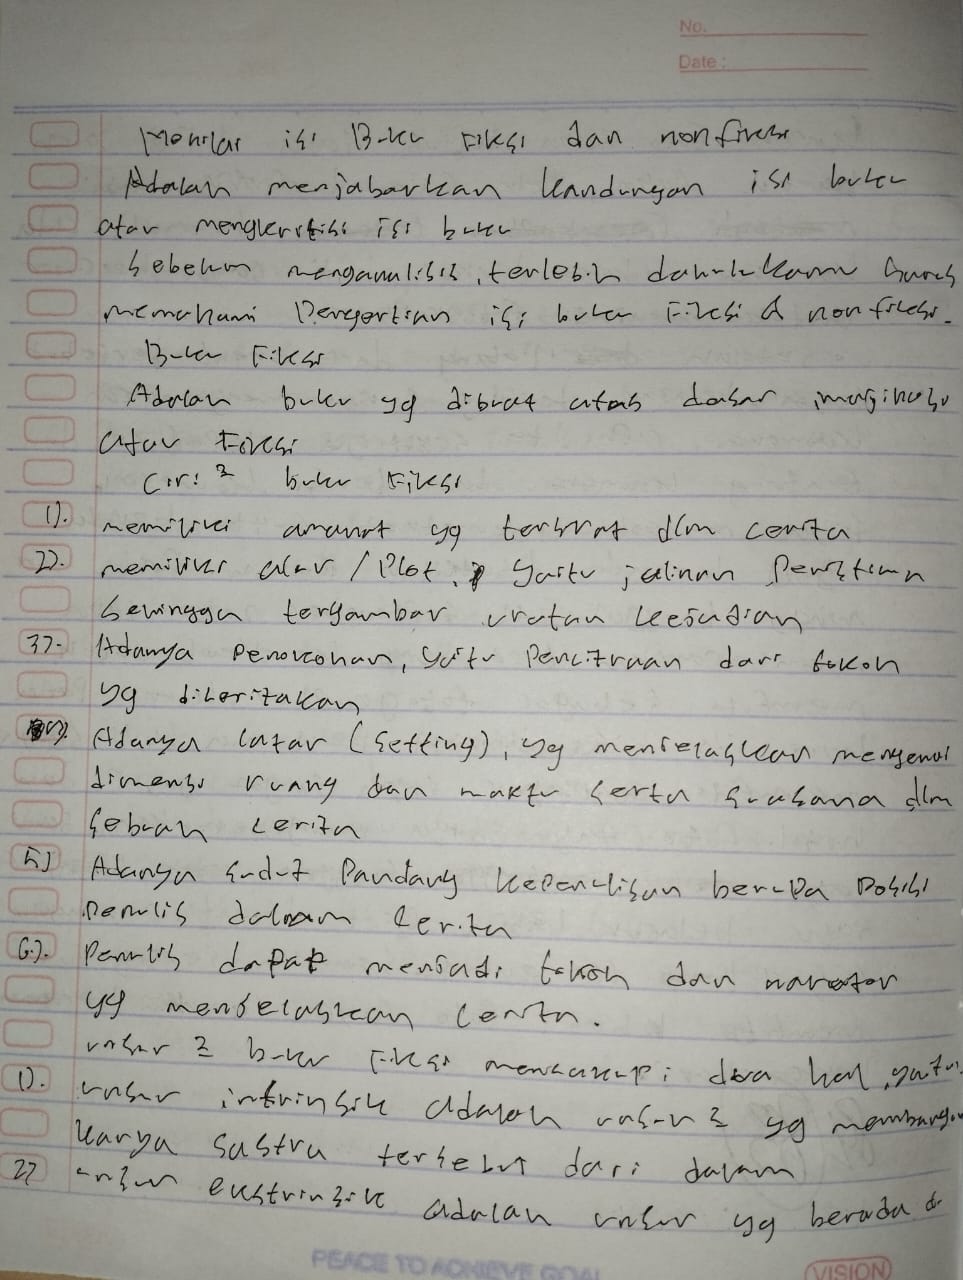 No.
Date :
Menilai isi Buku Fiksi dan nonfiksi
Adalah menjabarkan kandungan isi buku
atau mengkritisi isi buku
Sebelum menganalisis, terlebih dahulu kamu harus
memahami Pengertian isi buku Fiksi & nonfiksi.
Buku Fiksi
Adalah buku yg dibuat atas dasar imaginasi
atau Fiksi
Ciri 2 buku Fiksi
1). memiliki amanat yg tersirat dlm cerita
2). memiliki alur / Plot, yaitu jalinan Peristiwa
Sehingga tergambar urutan kejadian
3). Adanya Penokohan, yaitu Pencitraan dari tokoh
yg diceritakan
Adanya latar (Setting), yg menjelaskan mengenai
dimensi ruang dan waktu serta suasana dlm
Sebuah cerita
5) Adanya Sudut Pandang kepenulisan berupa Posisi
Penulis dalam cerita
6). Penulis dapat menjadi tokoh dan narator
yg menjelaskan cerita.
unsur 2 buku Fiksi mencakup : dua hal, yaitu
1). unsur intrinsik adalah unsur 2 yg membangun
karya sastra tersebut dari dalam
2) unsur ekstrinsik adalah unsur yg berada di
PEACE TO ACHIEVE GOAL
VISION